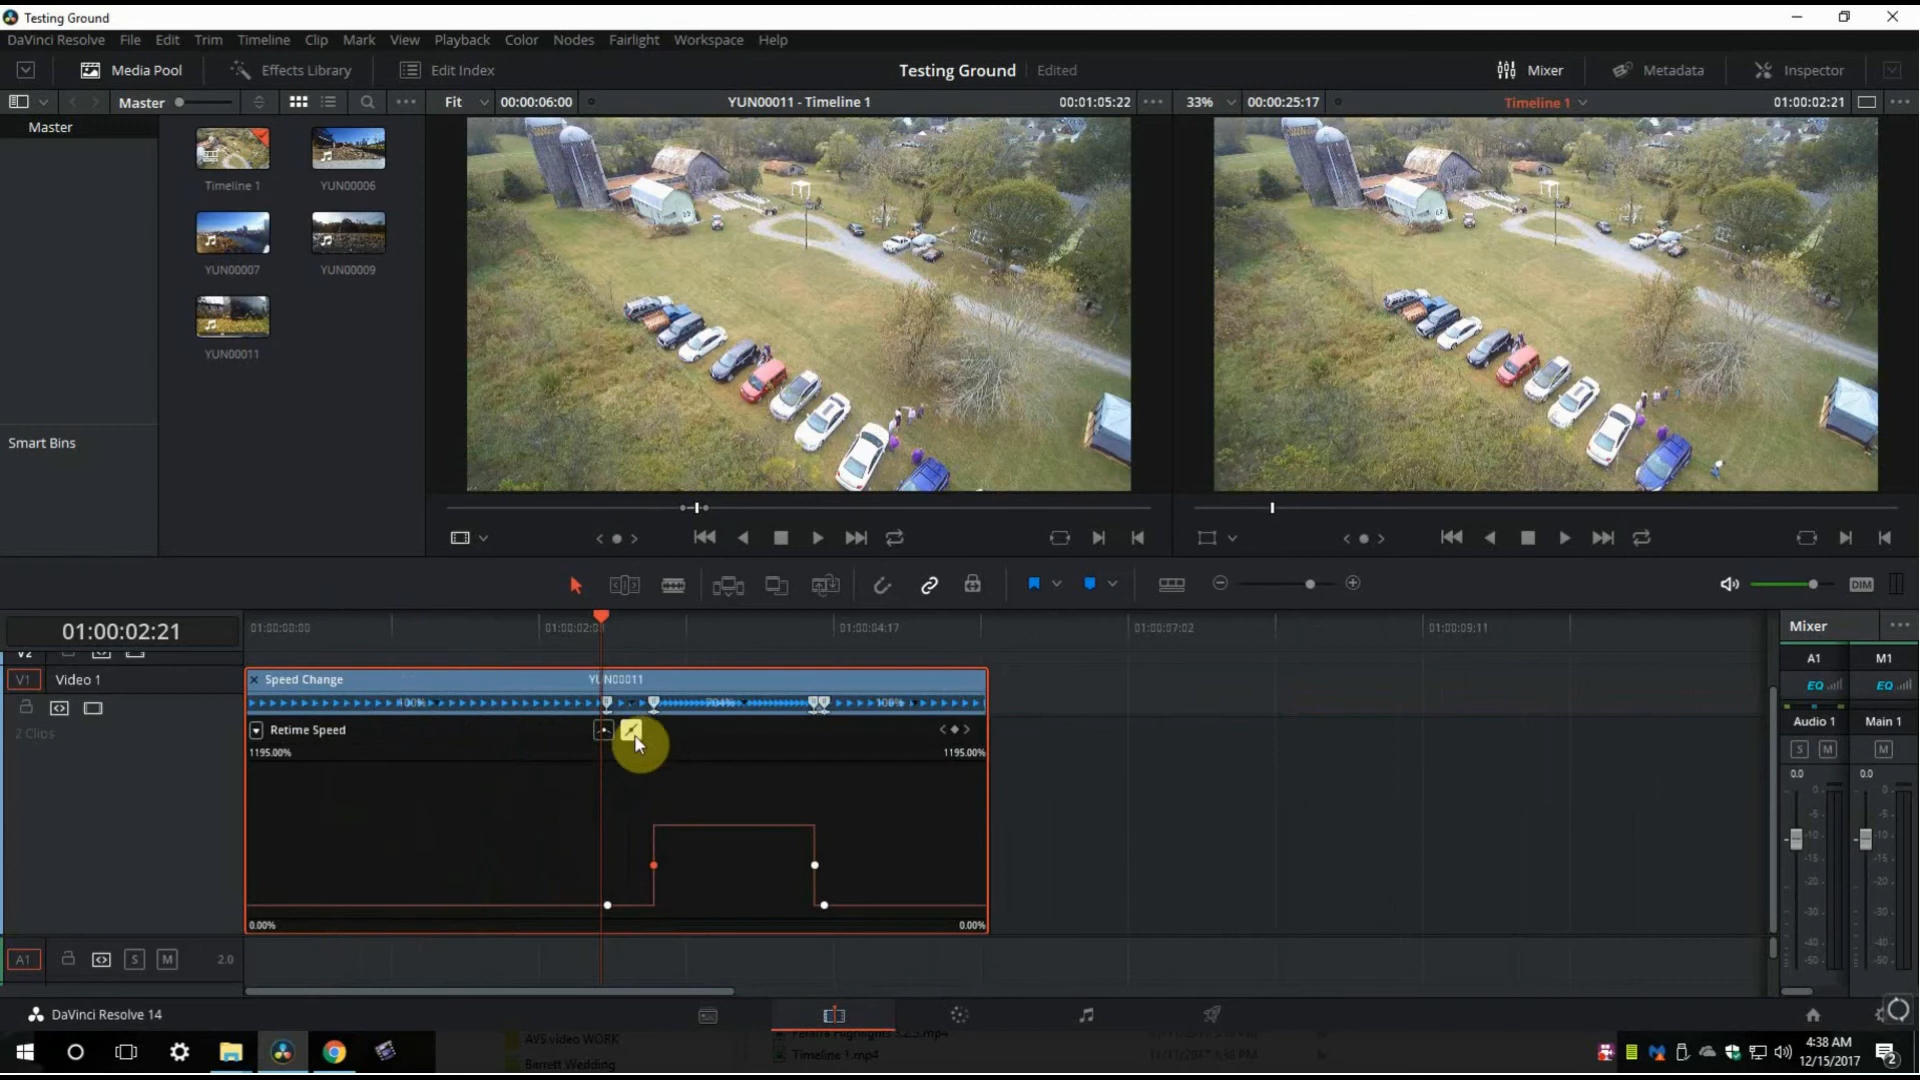 Testing Ground
DaVinci Resolve File Edit Trim Timeline Clip Mark View Playback Color Nodes Fairlight Workspace Help
Media Pool Effects Library Edit Index Testing Ground Edited Mixer Metadata Inspector
Master Fit 00:00:06:00 YUN00011 - Timeline 1 00:01:05:22 33% 00:00:25:17 Timeline 1 01:00:02:21
Master
Timeline 1 YUN00006
YUN00007 YUN00009
YUN00011
Smart Bins
DIM
01:00:02:21 01:00:00:00 01:00:04:17 01:00:07:02 01:00:09:11 Mixer
V2
V1 Video 1 Speed Change YUN00011 A1 M1
EQ EQ
100% 704% 100%
2 Clips Retime Speed Audio 1 Main 1
1195.00% 1195.00% S M M
0.0 0.0
0 0
-5 -5
-10 -10
-15 -15
-20 -20
-30 -30
-40 -40
-50 -50
0.00% 0.00%
A1 S M 2.0
DaVinci Resolve 14
AVS video WORK
Timeline 1.mp4
Barrett Wedding
4:38 AM
12/15/2017
2